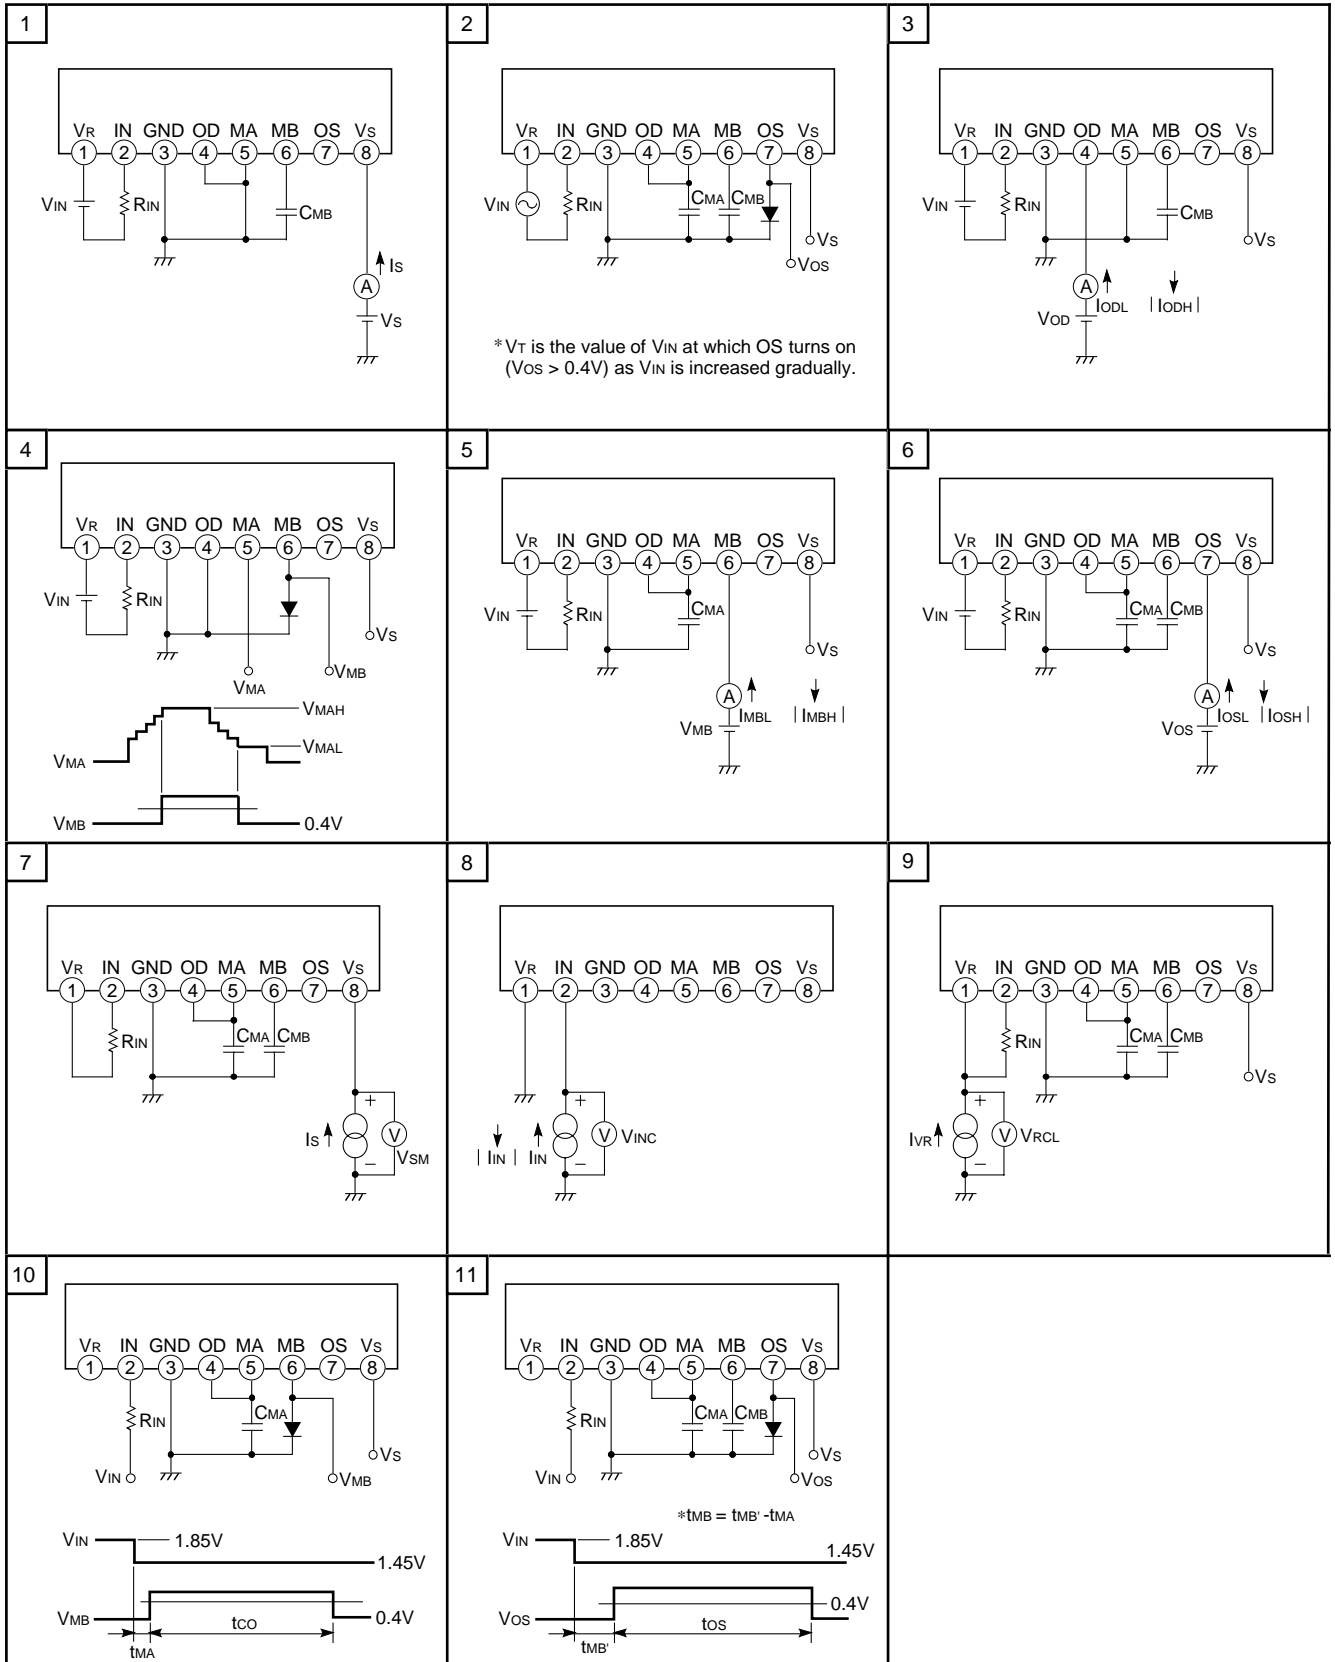 1
VR IN GND OD MA MB OS VS
1 2 3 4 5 6 7 8
VIN RIN CMB
IS
A
VS
2
VR IN GND OD MA MB OS VS
1 2 3 4 5 6 7 8
VIN RIN CMA CMB
VS
VOS
*VT is the value of VIN at which OS turns on
(VOS > 0.4V) as VIN is increased gradually.
3
VR IN GND OD MA MB OS VS
1 2 3 4 5 6 7 8
VIN RIN CMB
VS
A
IODL | IODH |
VOD
4
VR IN GND OD MA MB OS VS
1 2 3 4 5 6 7 8
VIN RIN
VS
VMA VMB
VMAH
VMAL
VMA
VMB 0.4V
5
VR IN GND OD MA MB OS VS
1 2 3 4 5 6 7 8
VIN RIN CMA
VS
A
IMBL | IMBH |
VMB
6
VR IN GND OD MA MB OS VS
1 2 3 4 5 6 7 8
VIN RIN CMA CMB
VS
A
IOSL | IOSH |
VOS
7
VR IN GND OD MA MB OS VS
1 2 3 4 5 6 7 8
RIN CMA CMB
+
IS V
VSM
−
8
VR IN GND OD MA MB OS VS
1 2 3 4 5 6 7 8
+
| IIN | IIN V VINC
−
9
VR IN GND OD MA MB OS VS
1 2 3 4 5 6 7 8
RIN CMA CMB
VS
+
IVR V VRCL
−
10
VR IN GND OD MA MB OS VS
1 2 3 4 5 6 7 8
RIN CMA
VS
VIN VMB
VIN 1.85V
1.45V
VMB tCO 0.4V
tMA
11
VR IN GND OD MA MB OS VS
1 2 3 4 5 6 7 8
RIN CMA CMB
VS
VIN VOS
*tMB = tMB' -tMA
VIN 1.85V
1.45V
VOS tOS 0.4V
tMB'